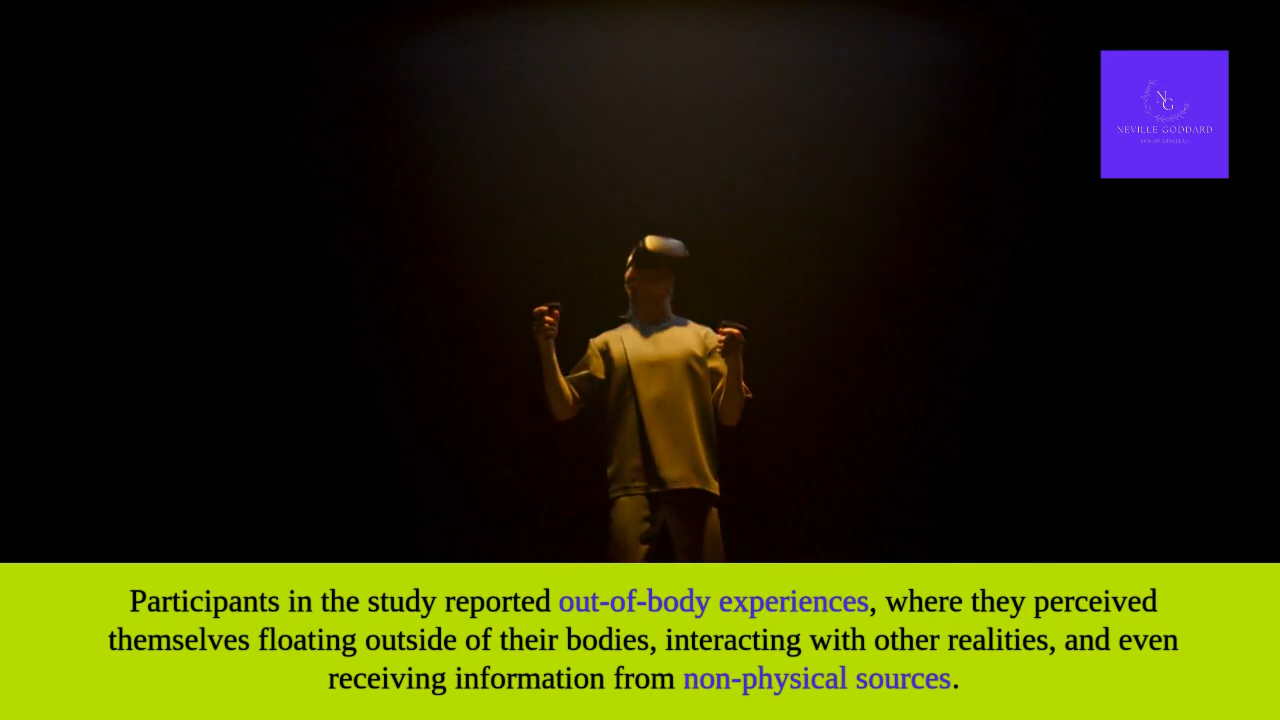 NG
NEVILLE GODDARD
Participants in the study reported out-of-body experiences, where they perceived
themselves floating outside of their bodies, interacting with other realities, and even
receiving information from non-physical sources.